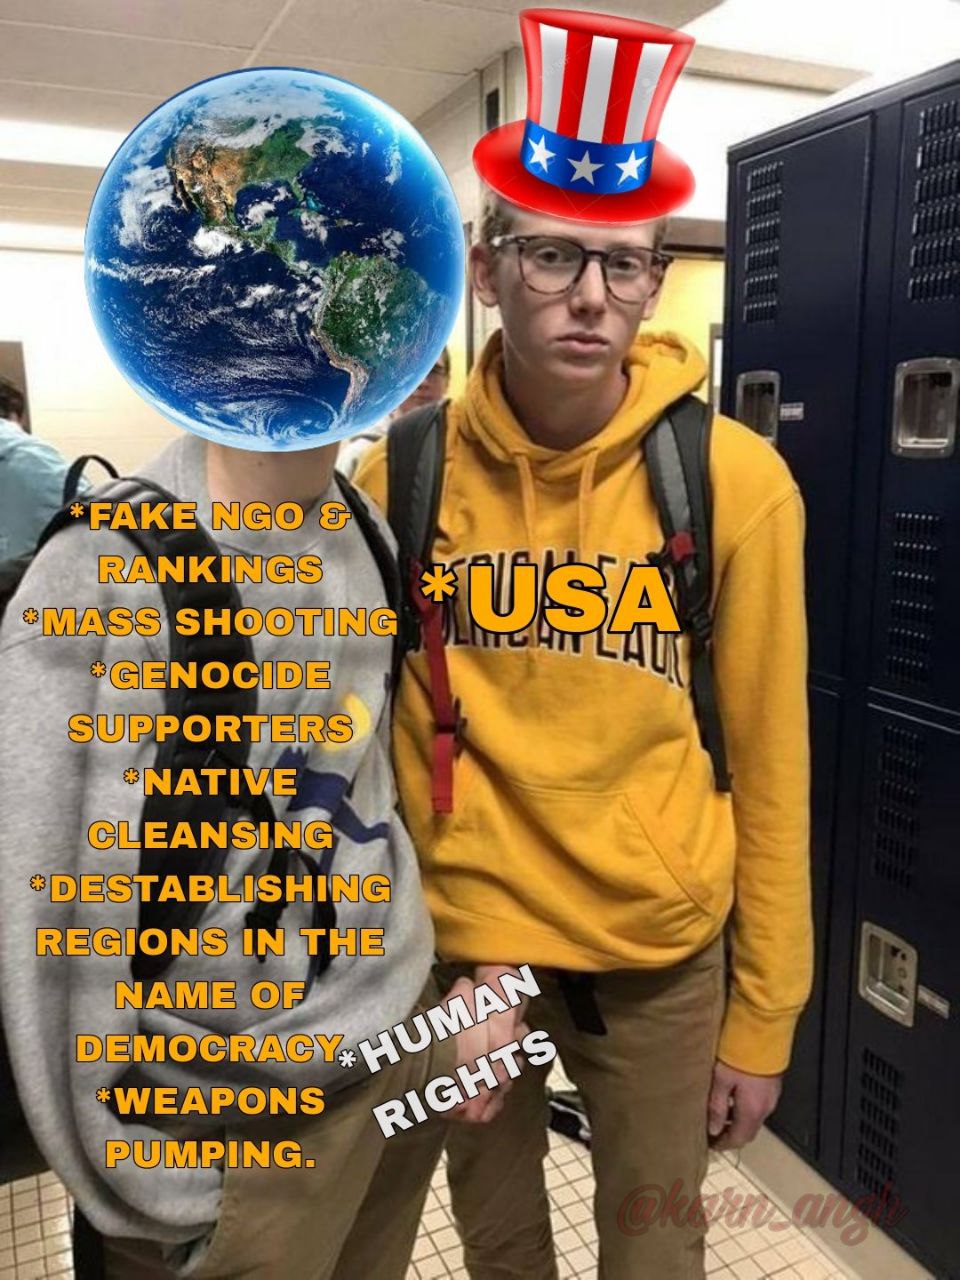 *FAKE NGO &
RANKINGS
*MASS SHOOTING
*GENOCIDE
SUPPORTERS
*NATIVE
CLEANSING
*DESTABLISHING
REGIONS IN THE
NAME OF
DEMOCRACY
*WEAPONS
PUMPING.
*USA
*HUMAN
RIGHTS
@karn_angh